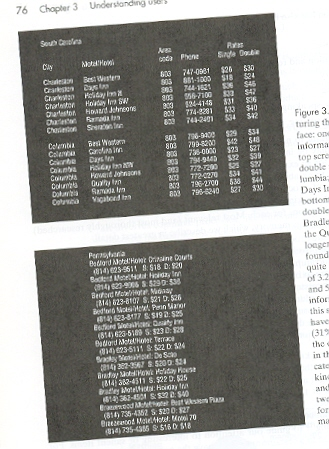 76 Chapter 3 Understanding users
South Carolina
City Motel/Hotel Area code Phone Rates Single Double
Charleston Best Western 803 747-0961 $26 $30
Charleston Days Inn 803 881-1000 $18 $24
Charleston Holiday Inn N 803 744-1621 $36 $46
Charleston Holiday Inn SW 803 556-7100 $33 $47
Charleston Howard Johnsons 803 524-4148 $31 $36
Charleston Ramada Inn 803 774-8281 $33 $40
Charleston Sheraton Inn 803 744-2401 $34 $42
Columbia Best Western 803 796-9400 $29 $34
Columbia Carolina Inn 803 799-8200 $42 $48
Columbia Days Inn 803 736-0000 $23 $27
Columbia Holiday Inn NW 803 794-9440 $32 $39
Columbia Howard Johnsons 803 772-7200 $25 $27
Columbia Quality Inn 803 772-0270 $34 $41
Columbia Ramada Inn 803 796-2700 $36 $44
Columbia Vagabond Inn 803 796-6240 $27 $30
Pennsylvania
Bedford Motel/Hotel: Crinaline Courts
(814) 623-9511 S: $18 D: $20
Bedford Motel/Hotel: Holiday Inn
(814) 623-9006 S: $29 D: $36
Bedford Motel/Hotel: Midway
(814) 623-8107 S: $21 D: $26
Bedford Motel/Hotel: Penn Manor
(814) 623-8177 S: $19 D: $25
Bedford Motel/Hotel: Quality Inn
(814) 623-5189 S: $23 D: $28
Bedford Motel/Hotel: Terrace
(814) 623-5111 S: $22 D: $24
Bradley Motel/Hotel: De Soto
(814) 362-3567 S: $20 D: $24
Bradley Motel/Hotel: Holiday House
(814) 362-4511 S: $22 D: $25
Bradley Motel/Hotel: Holiday Inn
(814) 362-4501 S: $32 D: $40
Breezewood Motel/Hotel: Best Western Plaza
(814) 735-4352 S: $20 D: $27
Breezewood Motel/Hotel: Motel 70
(814) 735-4385 S: $16 D: $18
Figure 3.
turing th
face: one
informa
top scre
double
lumbia;
Days In
bottom
double
Bradle
the Qu
longer
found
quite
of 3.2
and 5
infor
this s
have
(31%
the
in th
cate
kind
and
twe
for
ma